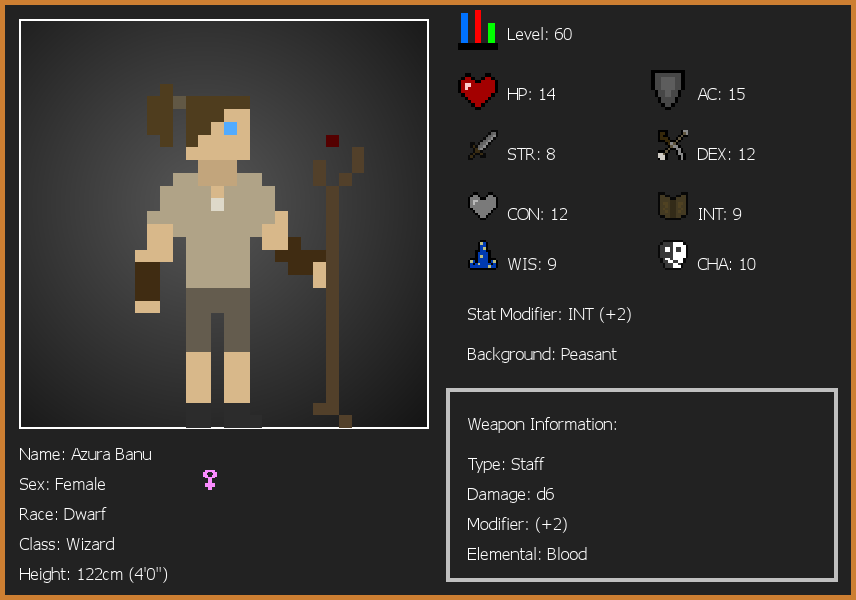 Level: 60
HP: 14
AC: 15
STR: 8
DEX: 12
CON: 12
INT: 9
WIS: 9
CHA: 10
Stat Modifier: INT (+2)
Background: Peasant
Weapon Information:
Type: Staff
Damage: d6
Modifier: (+2)
Elemental: Blood
Name: Azura Banu
Sex: Female
Race: Dwarf
Class: Wizard
Height: 122cm (4'0")